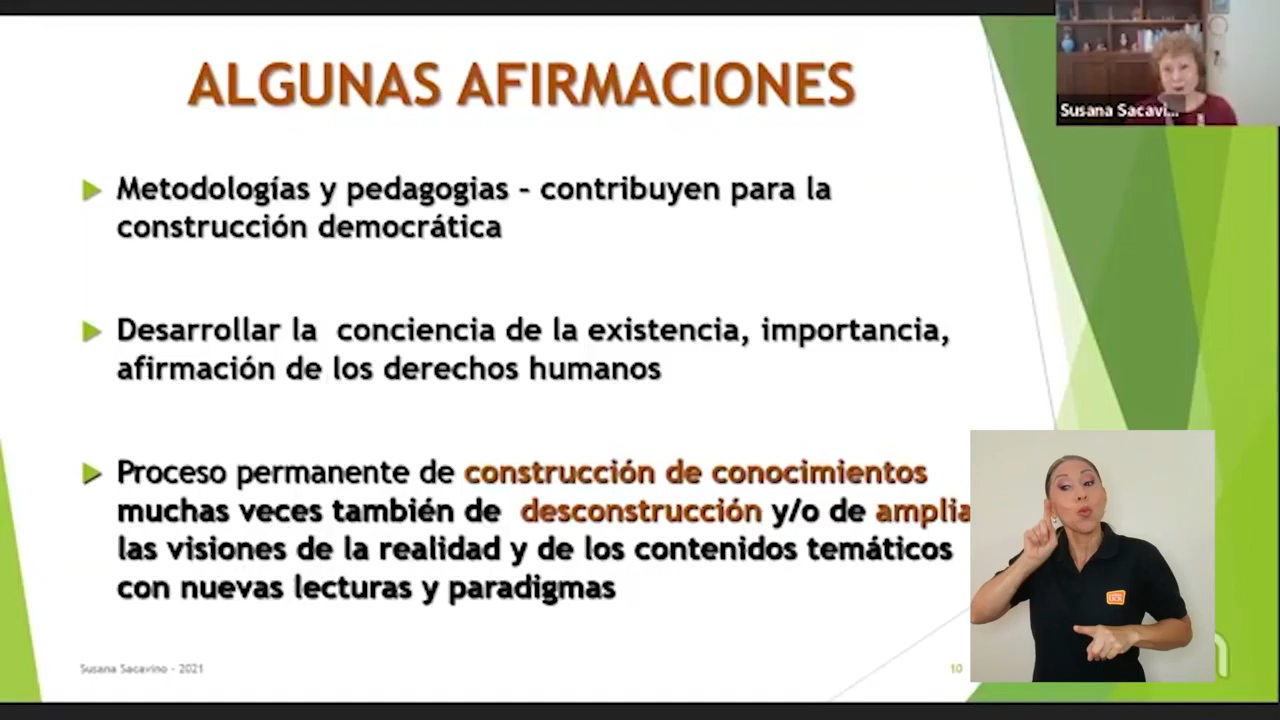 ALGUNAS AFIRMACIONES
Susana Sacavi...
Metodologías y pedagogias - contribuyen para la
construcción democrática
Desarrollar la conciencia de la existencia, importancia,
afirmación de los derechos humanos
Proceso permanente de construcción de conocimientos
muchas veces también de desconstrucción y/o de amplia
las visiones de la realidad y de los contenidos temáticos
con nuevas lecturas y paradigmas
Susana Sacavino - 2021
10